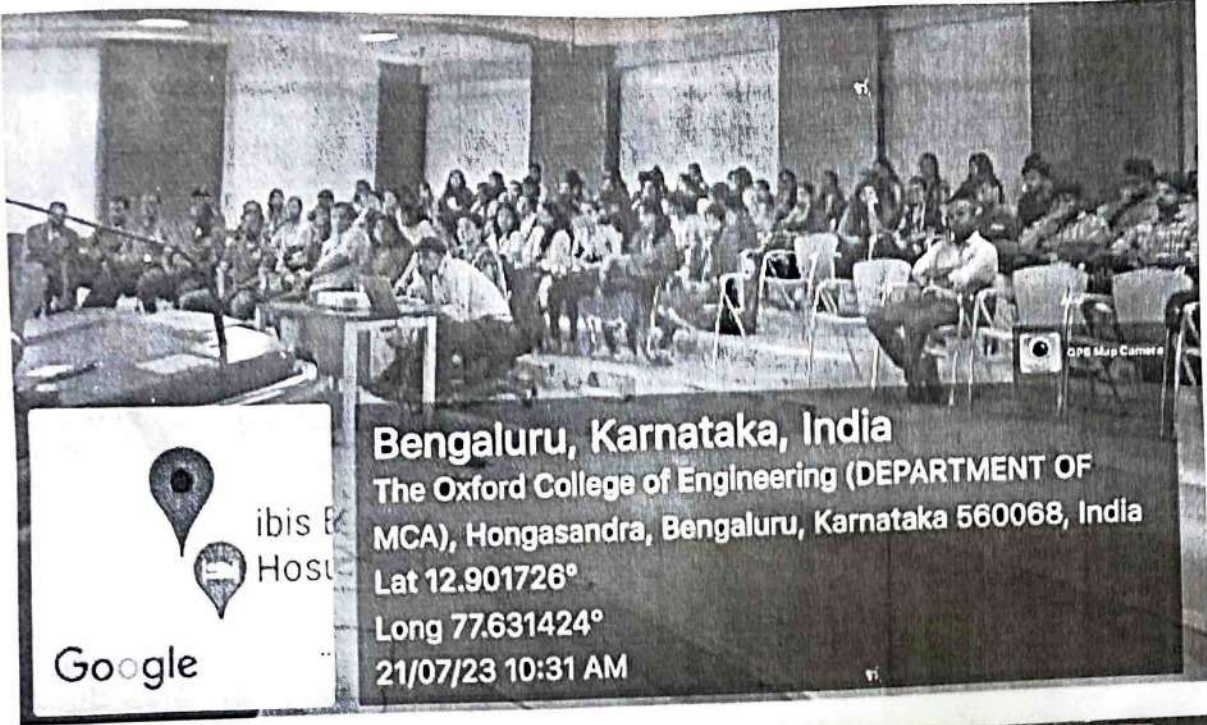 GPS Map Camera
Bengaluru, Karnataka, India
The Oxford College of Engineering (DEPARTMENT OF
MCA), Hongasandra, Bengaluru, Karnataka 560068, India
Lat 12.901726°
Long 77.631424°
21/07/23 10:31 AM
ibis
Google